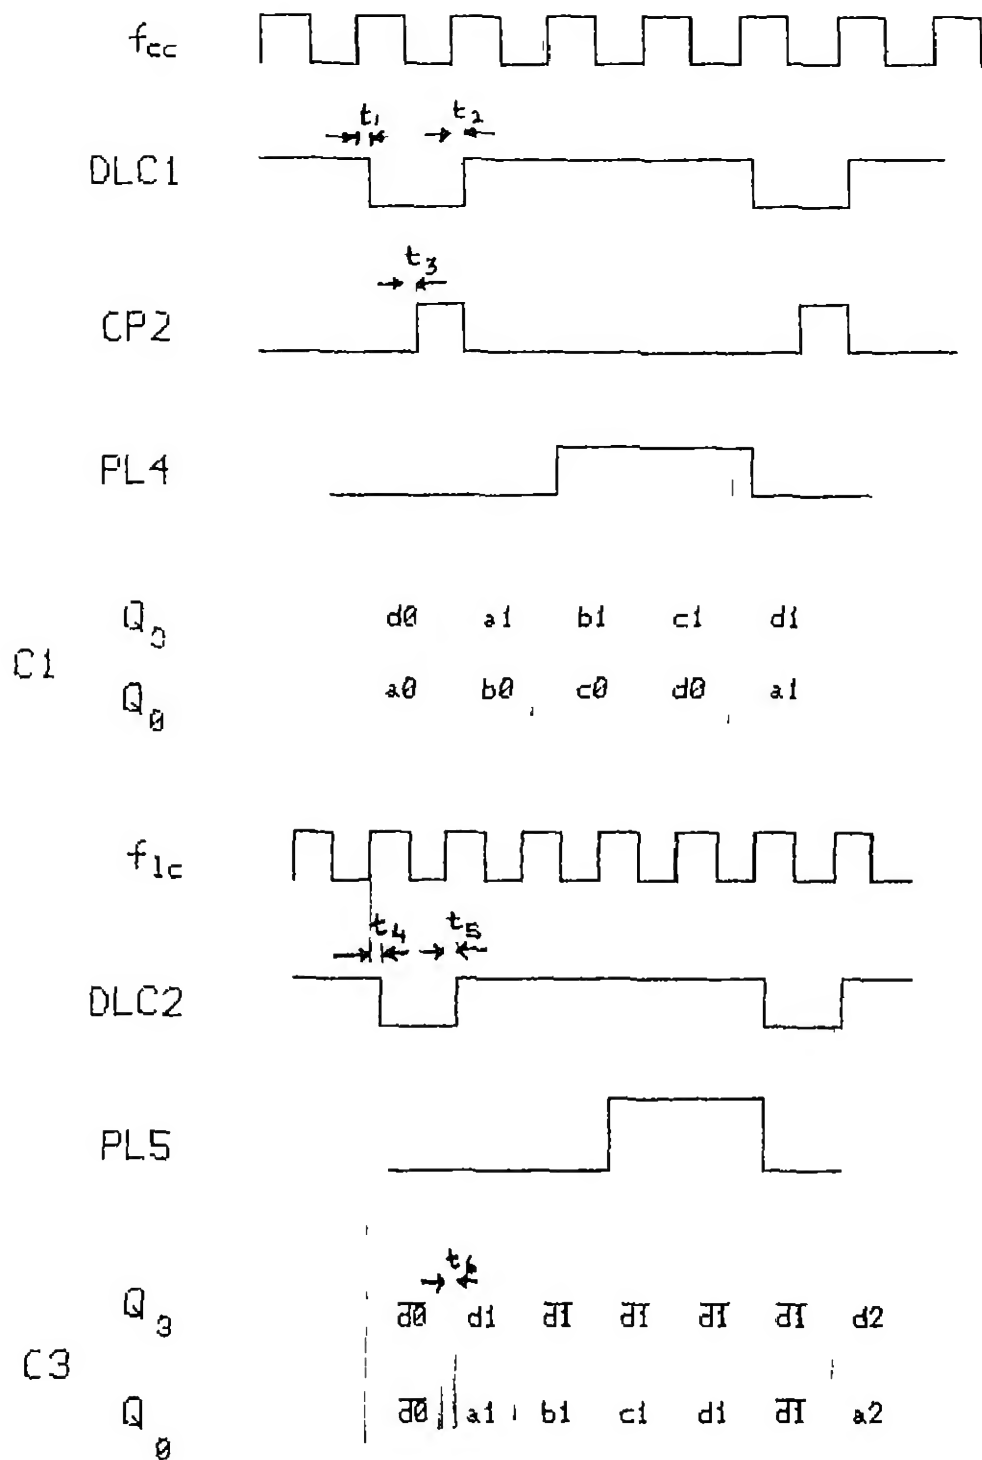 fcc
t1 t2
DLC1
t3
CP2
PL4
Q3 d0 a1 b1 c1 d1
C1
Q0 a0 b0 c0 d0 a1
flc
t4 t5
DLC2
PL5
t6
Q3 d̅0̅ d1 d̅1̅ d̅1̅ d̅1̅ d̅1̅ d2
C3
Q0 d̅0̅ a1 b1 c1 d1 d̅1̅ a2